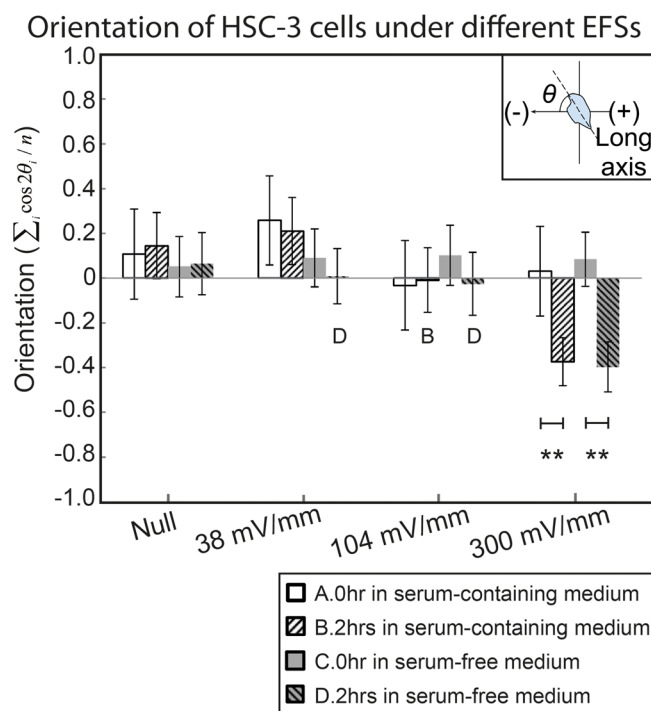 Orientation of HSC-3 cells under different EFSs
Orientation (∑ᵢ cos2θᵢ / n)
1.0
0.8
0.6
0.4
0.2
0
-0.2
-0.4
-0.6
-0.8
-1.0
θ
(-) (+)
Long
axis
D B D
** **
Null 38 mV/mm 104 mV/mm 300 mV/mm
A.0hr in serum-containing medium
B.2hrs in serum-containing medium
C.0hr in serum-free medium
D.2hrs in serum-free medium